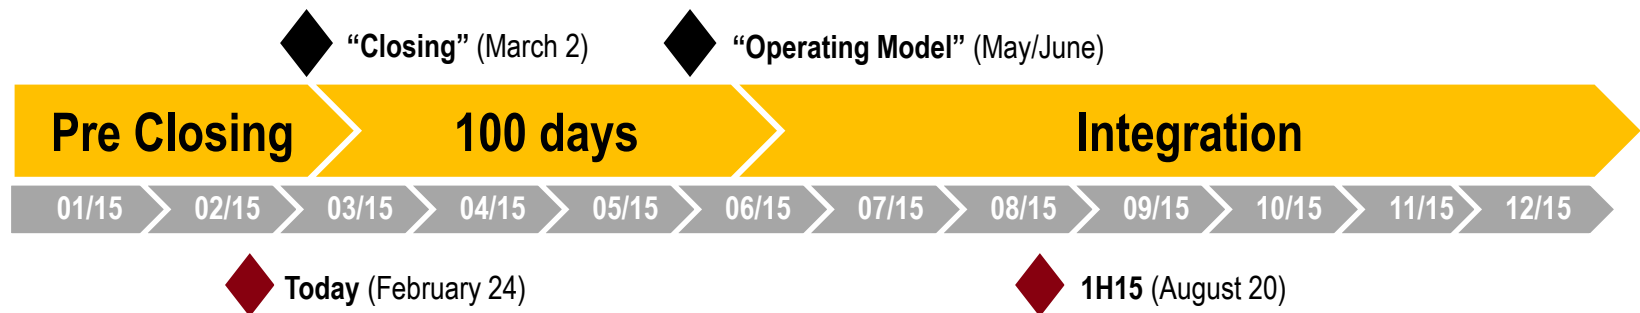 “Closing” (March 2) “Operating Model” (May/June)
Pre Closing 100 days Integration
01/15 02/15 03/15 04/15 05/15 06/15 07/15 08/15 09/15 10/15 11/15 12/15
Today (February 24) 1H15 (August 20)